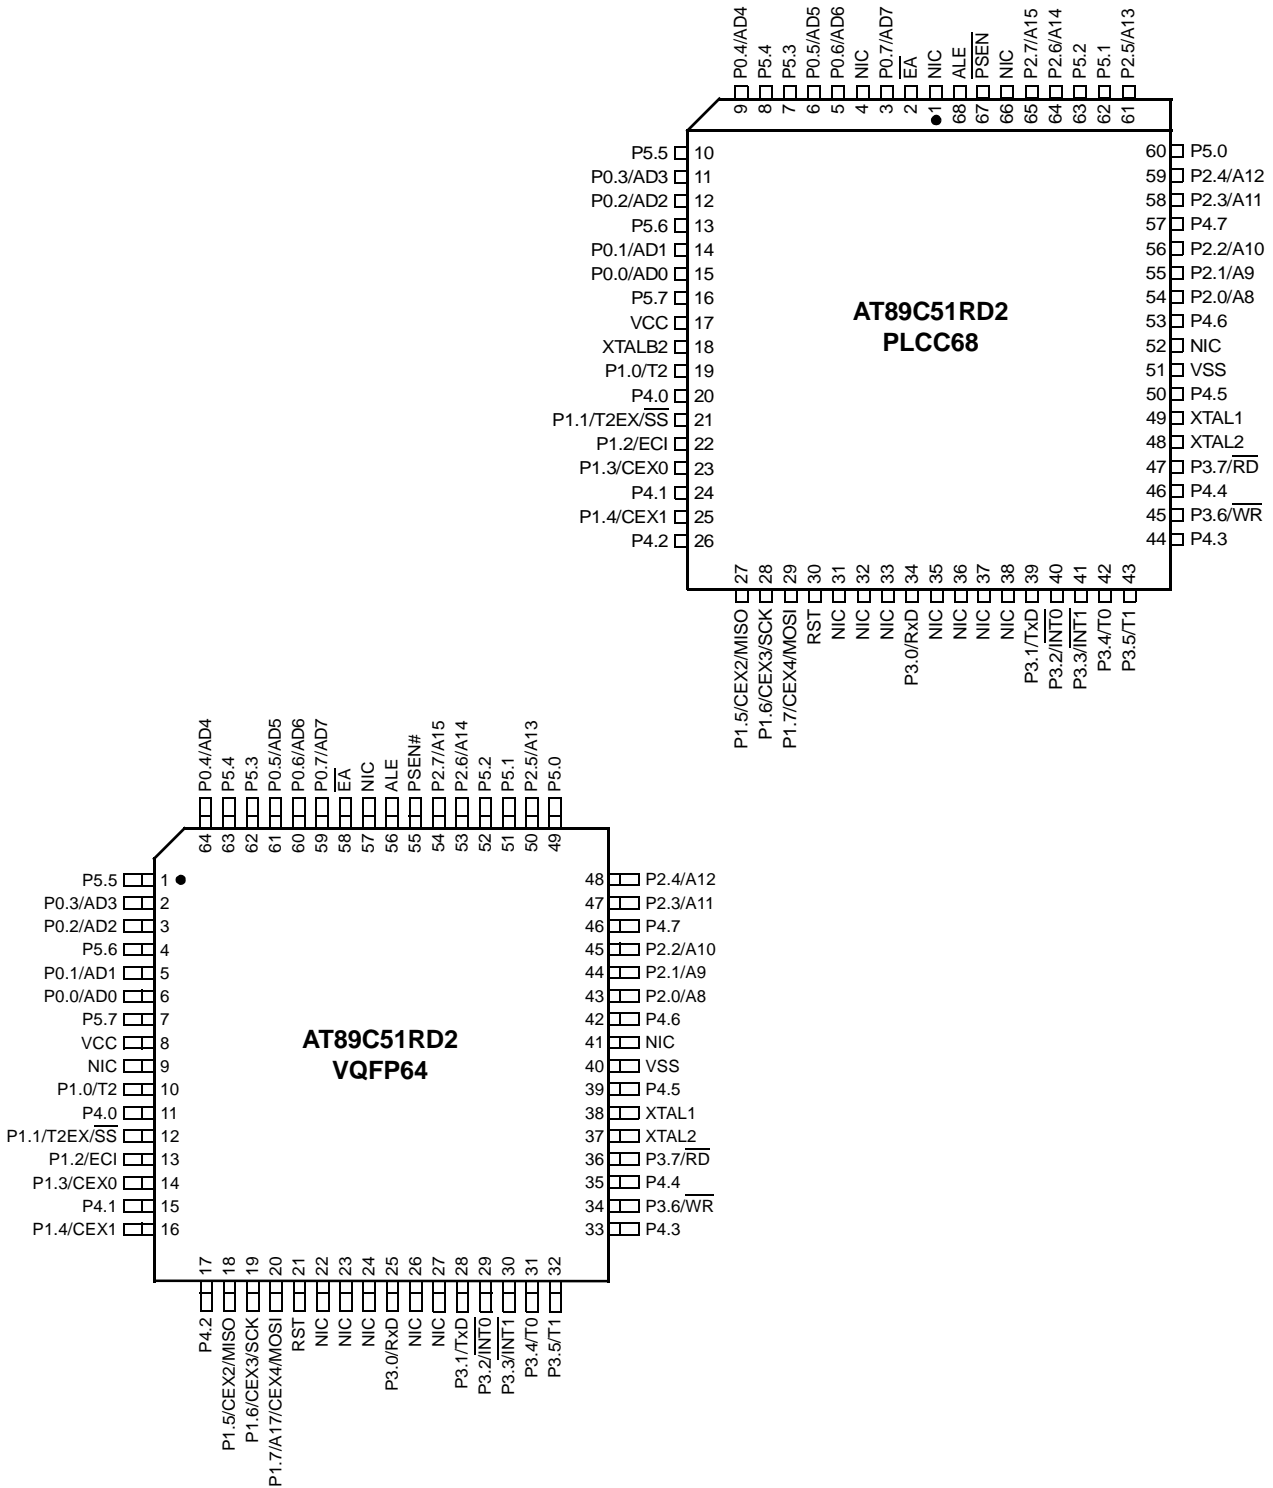 P0.4/AD4
P5.4
P5.3
P0.5/AD5
P0.6/AD6
NIC
P0.7/AD7
EA
NIC
ALE
PSEN
NIC
P2.7/A15
P2.6/A14
P5.2
P5.1
P2.5/A13
9 8 7 6 5 4 3 2 1 68 67 66 65 64 63 62 61
P5.5 10
P0.3/AD3 11
P0.2/AD2 12
P5.6 13
P0.1/AD1 14
P0.0/AD0 15
P5.7 16
VCC 17
XTALB2 18
P1.0/T2 19
P4.0 20
P1.1/T2EX/SS 21
P1.2/ECI 22
P1.3/CEX0 23
P4.1 24
P1.4/CEX1 25
P4.2 26
AT89C51RD2
PLCC68
60 P5.0
59 P2.4/A12
58 P2.3/A11
57 P4.7
56 P2.2/A10
55 P2.1/A9
54 P2.0/A8
53 P4.6
52 NIC
51 VSS
50 P4.5
49 XTAL1
48 XTAL2
47 P3.7/RD
46 P4.4
45 P3.6/WR
44 P4.3
27 28 29 30 31 32 33 34 35 36 37 38 39 40 41 42 43
P1.5/CEX2/MISO
P1.6/CEX3/SCK
P1.7/CEX4/MOSI
RST
NIC
NIC
NIC
P3.0/RxD
NIC
NIC
NIC
NIC
P3.1/TxD
P3.2/INT0
P3.3/INT1
P3.4/T0
P3.5/T1
P0.4/AD4
P5.4
P5.3
P0.5/AD5
P0.6/AD6
P0.7/AD7
EA
NIC
ALE
PSEN#
P2.7/A15
P2.6/A14
P5.2
P5.1
P2.5/A13
P5.0
64 63 62 61 60 59 58 57 56 55 54 53 52 51 50 49
P5.5 1
P0.3/AD3 2
P0.2/AD2 3
P5.6 4
P0.1/AD1 5
P0.0/AD0 6
P5.7 7
VCC 8
NIC 9
P1.0/T2 10
P4.0 11
P1.1/T2EX/SS 12
P1.2/ECI 13
P1.3/CEX0 14
P4.1 15
P1.4/CEX1 16
AT89C51RD2
VQFP64
48 P2.4/A12
47 P2.3/A11
46 P4.7
45 P2.2/A10
44 P2.1/A9
43 P2.0/A8
42 P4.6
41 NIC
40 VSS
39 P4.5
38 XTAL1
37 XTAL2
36 P3.7/RD
35 P4.4
34 P3.6/WR
33 P4.3
17 18 19 20 21 22 23 24 25 26 27 28 29 30 31 32
P4.2
P1.5/CEX2/MISO
P1.6/CEX3/SCK
P1.7/A17/CEX4/MOSI
RST
NIC
NIC
NIC
P3.0/RxD
NIC
NIC
P3.1/TxD
P3.2/INT0
P3.3/INT1
P3.4/T0
P3.5/T1